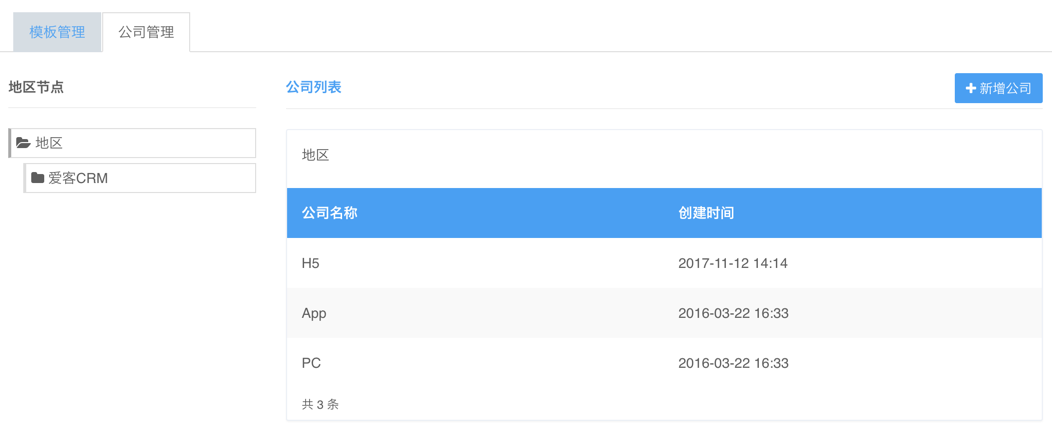 模板管理 公司管理
地区节点
公司列表
新增公司
地区
爱客CRM
地区
公司名称 创建时间
H5 2017-11-12 14:14
App 2016-03-22 16:33
PC 2016-03-22 16:33
共 3 条